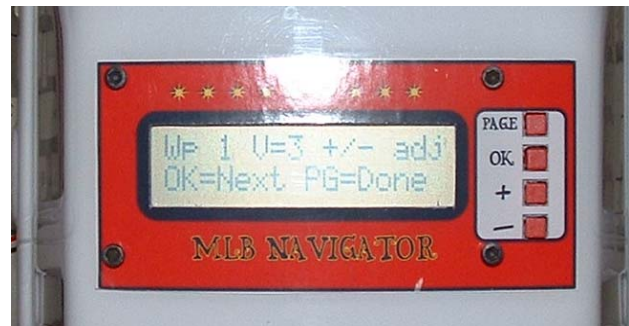 Wp 1 V=3 +/- adj
OK=Next PG=Done
PAGE
OK
+
-
MLB NAVIGATOR